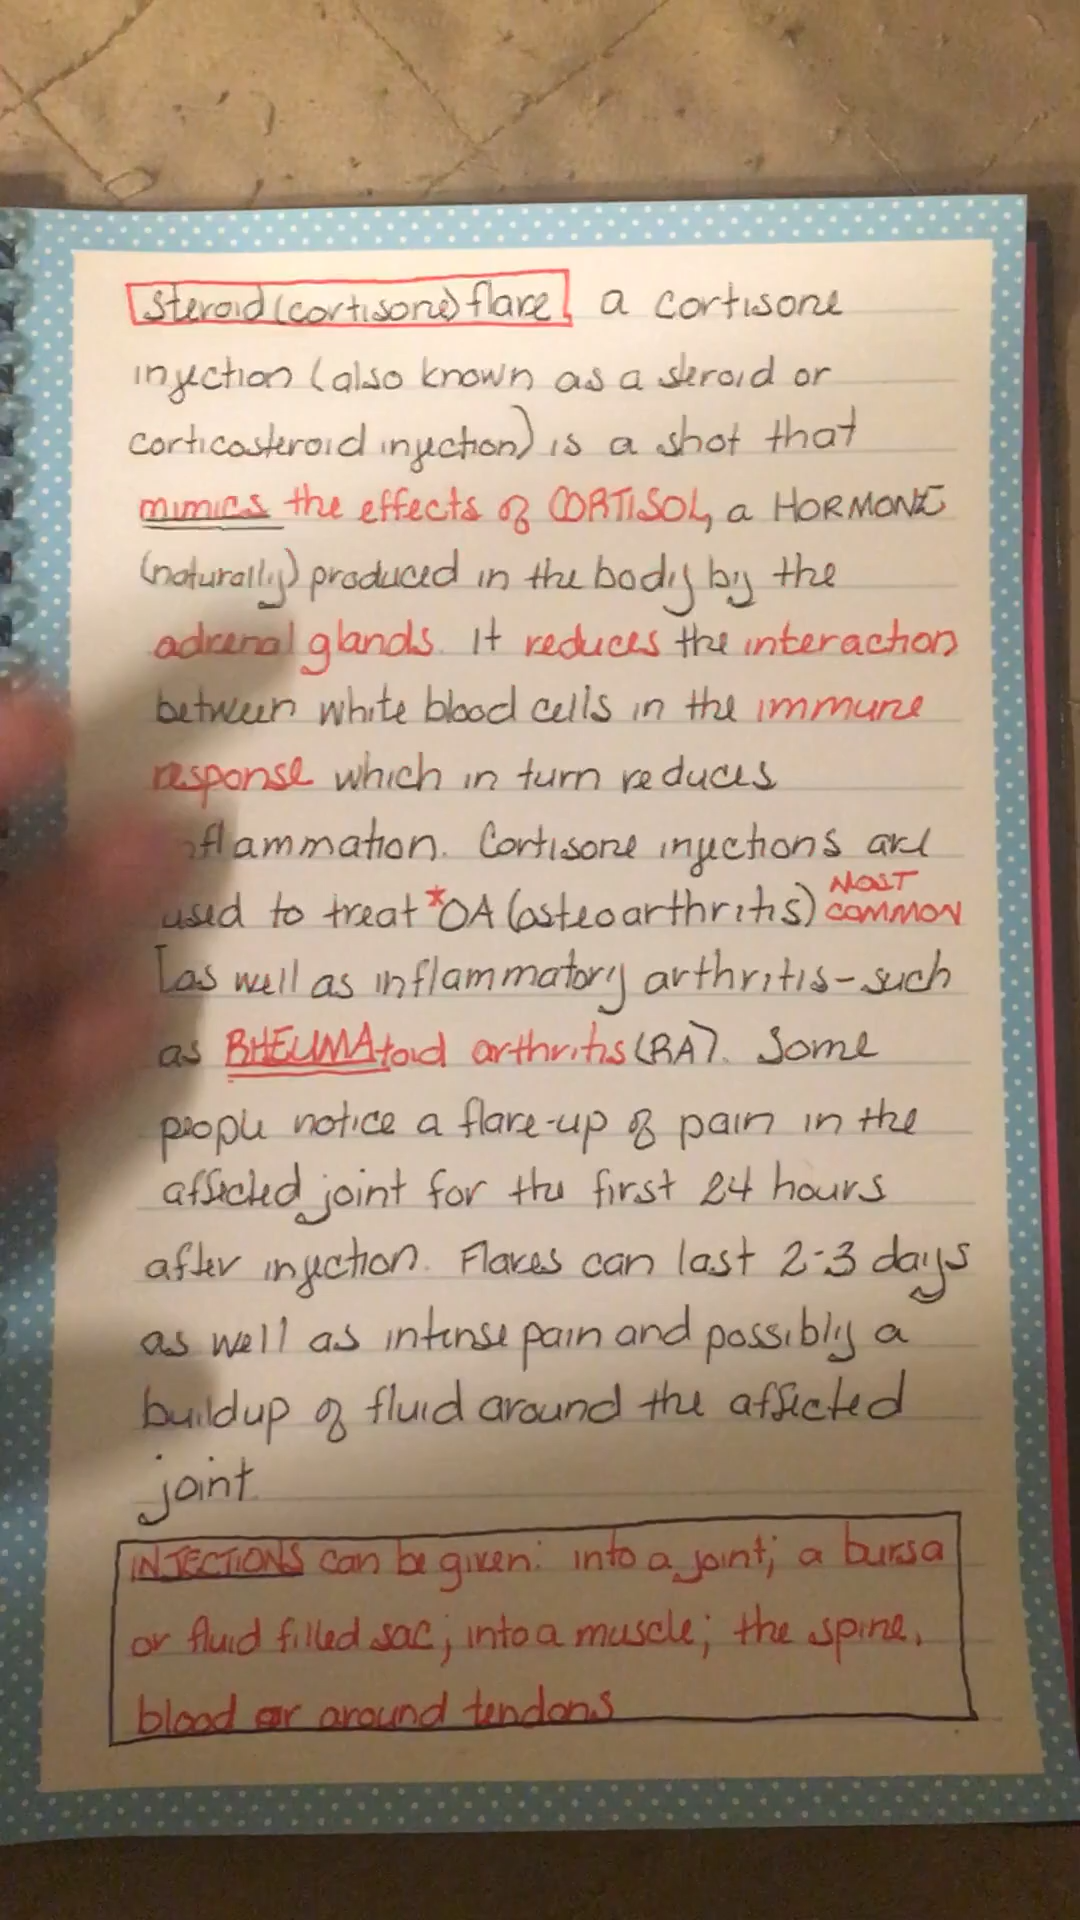 steroid (cortisone) flare a cortisone
injection (also known as a steroid or
corticosteroid injection) is a shot that
mimics the effects of CORTISOL, a HORMONE
(naturally) produced in the body by the
adrenal glands. It reduces the interaction
between white blood cells in the immune
response which in turn reduces
inflammation. Cortisone injections are
used to treat *OA (osteoarthritis) MOST COMMON
[as well as inflammatory arthritis - such
as RHEUMAtoid arthritis (RA). Some
people notice a flare-up of pain in the
affected joint for the first 24 hours
after injection. Flares can last 2-3 days
as well as intense pain and possibly a
buildup of fluid around the affected
joint
INJECTIONS can be given: into a joint; a bursa
or fluid filled sac; into a muscle; the spine,
blood or around tendons